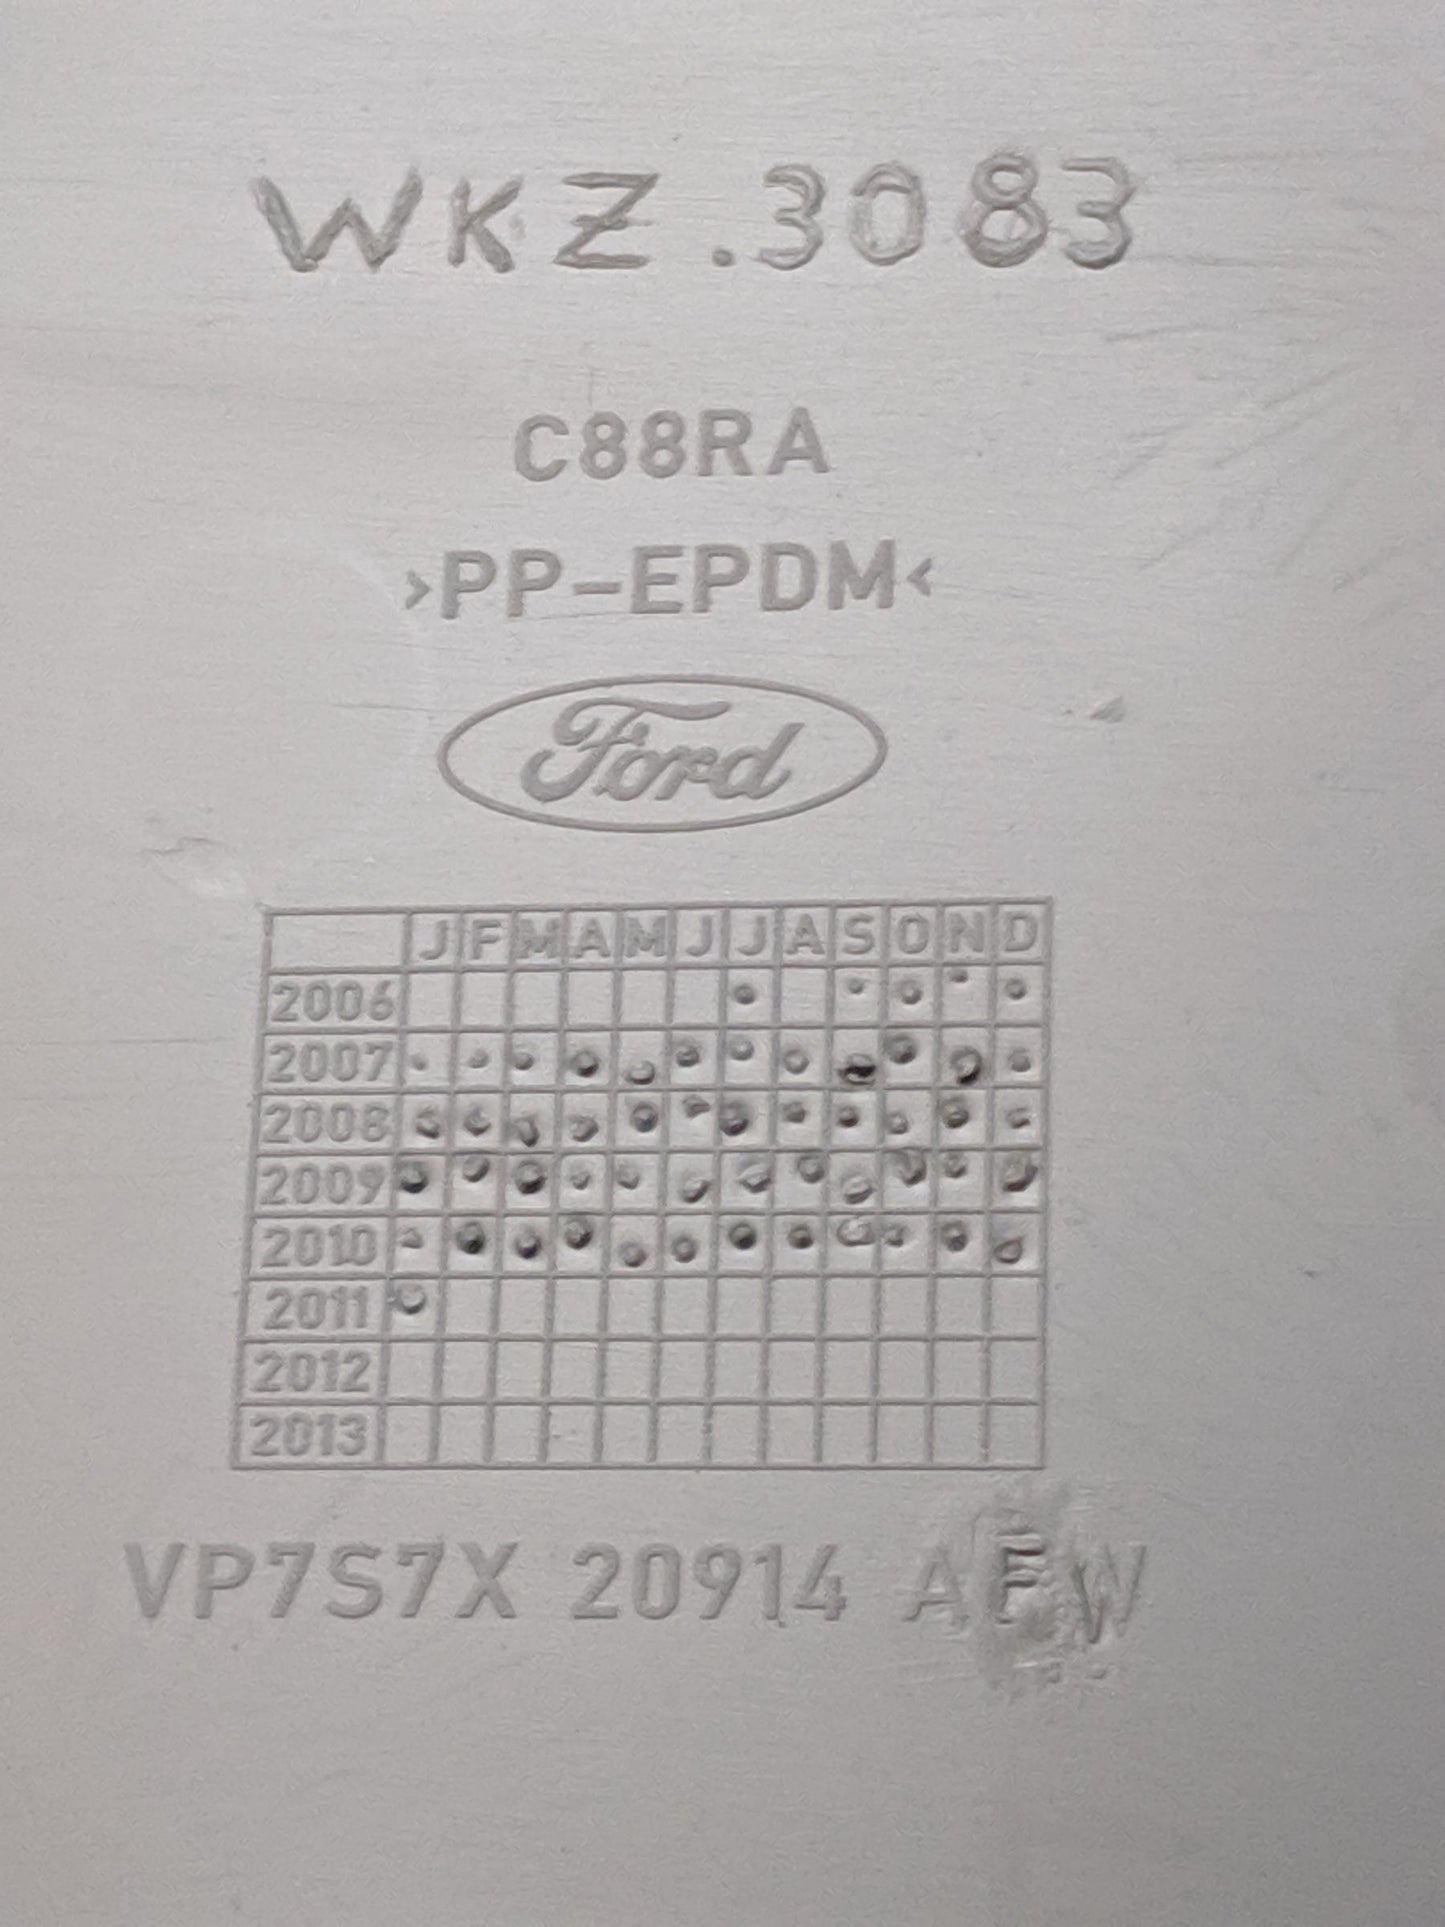 WKZ.3083
C88RA
>PP-EPDM<
Ford
J F M A M J J A S O N D
2006
2007
2008
2009
2010
2011
2012
2013
VP7S7X 20914